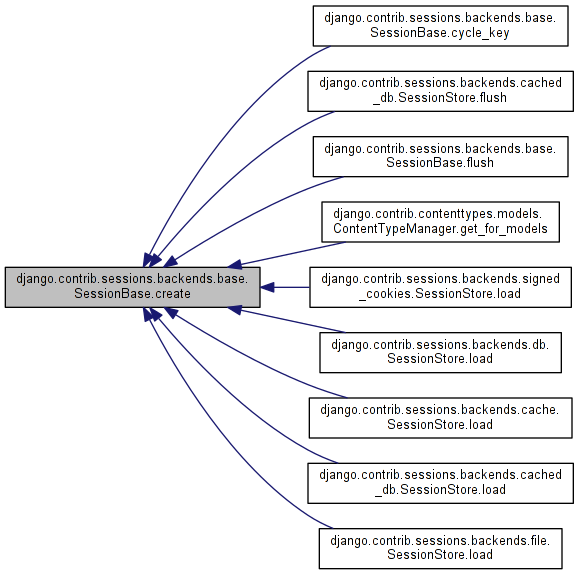 django.contrib.sessions.backends.base.
SessionBase.cycle_key
django.contrib.sessions.backends.cached
_db.SessionStore.flush
django.contrib.sessions.backends.base.
SessionBase.flush
django.contrib.contenttypes.models.
ContentTypeManager.get_for_models
django.contrib.sessions.backends.base.
SessionBase.create
django.contrib.sessions.backends.signed
_cookies.SessionStore.load
django.contrib.sessions.backends.db.
SessionStore.load
django.contrib.sessions.backends.cache.
SessionStore.load
django.contrib.sessions.backends.cached
_db.SessionStore.load
django.contrib.sessions.backends.file.
SessionStore.load